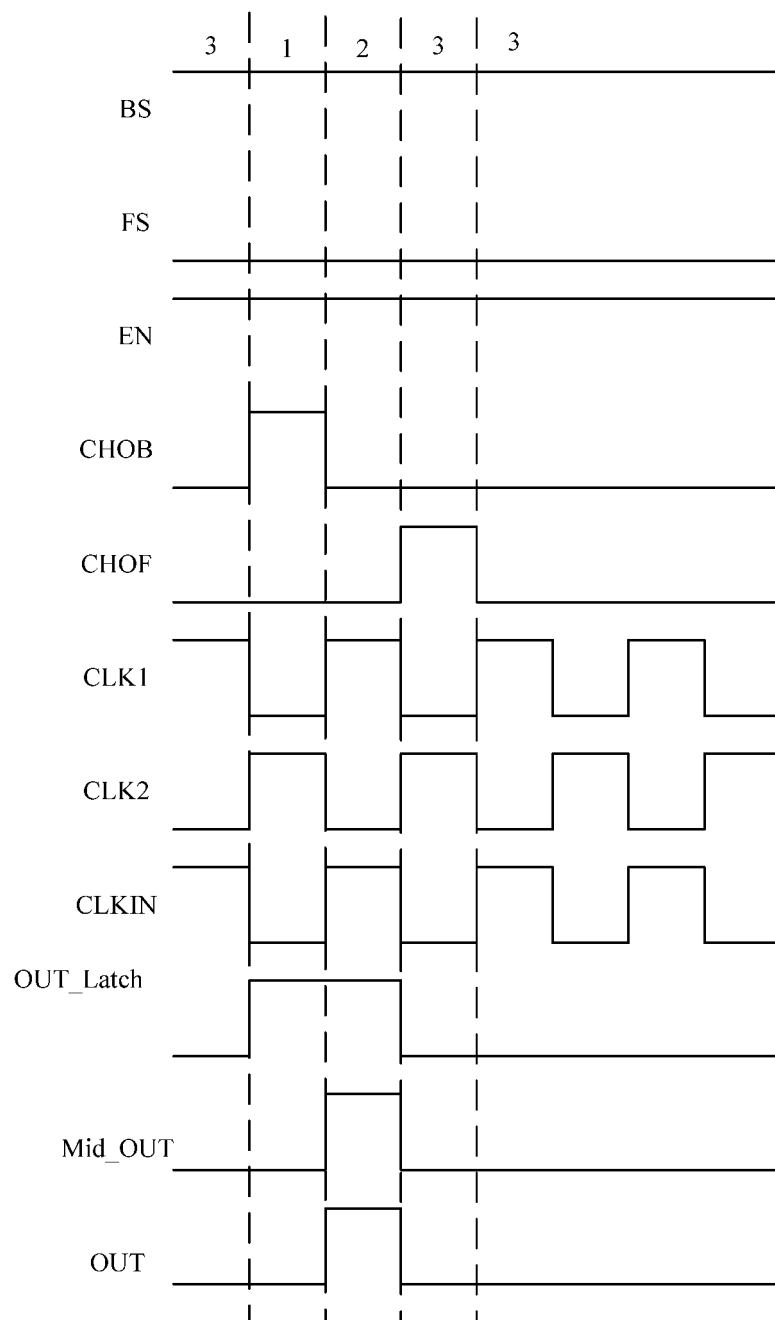 3 1 2 3 3
BS
FS
EN
CHOB
CHOF
CLK1
CLK2
CLKIN
OUT_Latch
Mid_OUT
OUT